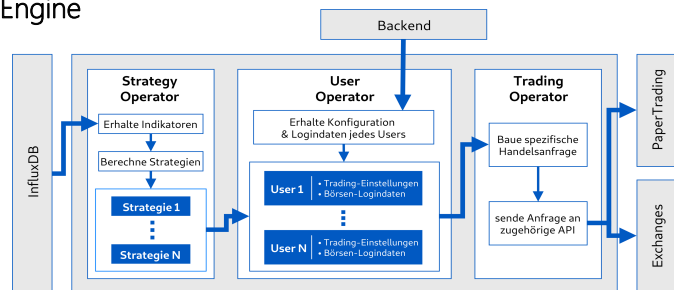 Engine
Backend
InfluxDB
Strategy
Operator
Erhalte Indikatoren
Berechne Strategien
Strategie 1
Strategie N
User
Operator
Erhalte Konfiguration
& Logindaten jedes Users
User 1
• Trading-Einstellungen
• Börsen-Logindaten
User N
• Trading-Einstellungen
• Börsen-Logindaten
Trading
Operator
Baue spezifische
Handelsanfrage
sende Anfrage an
zugehörige API
PaperTrading
Exchanges